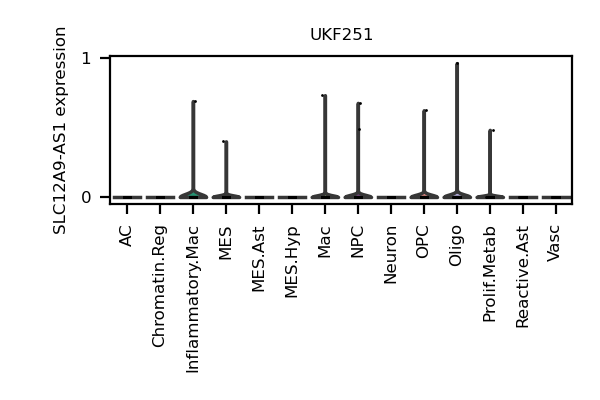 UKF251
SLC12A9-AS1 expression
1
0
AC
Chromatin.Reg
Inflammatory.Mac
MES
MES.Ast
MES.Hyp
Mac
NPC
Neuron
OPC
Oligo
Prolif.Metab
Reactive.Ast
Vasc